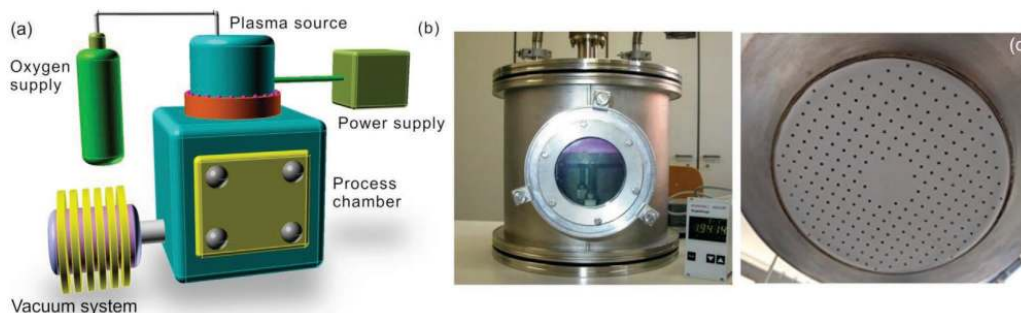 (a)
Plasma source
Oxygen
supply
Power supply
Process
chamber
Vacuum system
(b)
(c